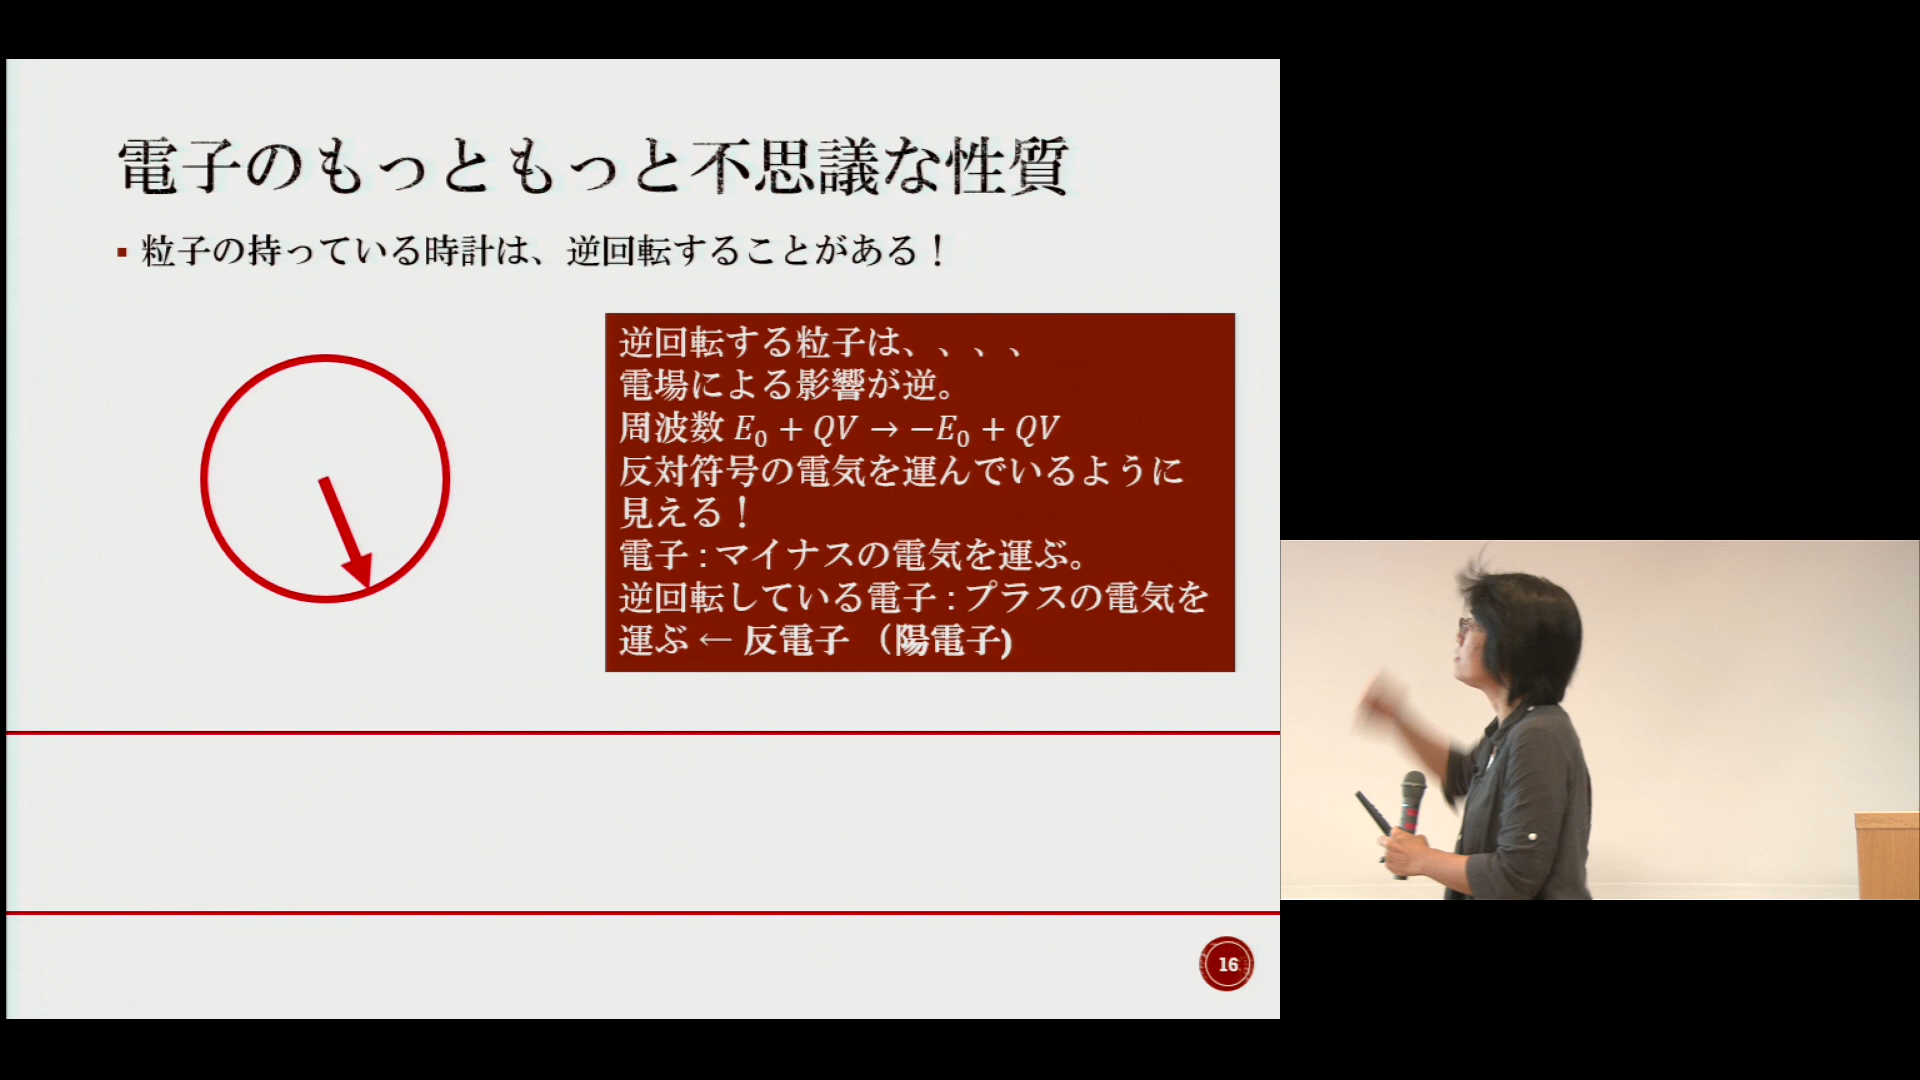 電子のもっともっと不思議な性質
▪ 粒子の持っている時計は、逆回転することがある！
逆回転する粒子は、、、、
電場による影響が逆。
周波数 E₀ + QV → −E₀ + QV
反対符号の電気を運んでいるように
見える！
電子 : マイナスの電気を運ぶ。
逆回転している電子 : プラスの電気を
運ぶ ← 反電子 （陽電子)
16